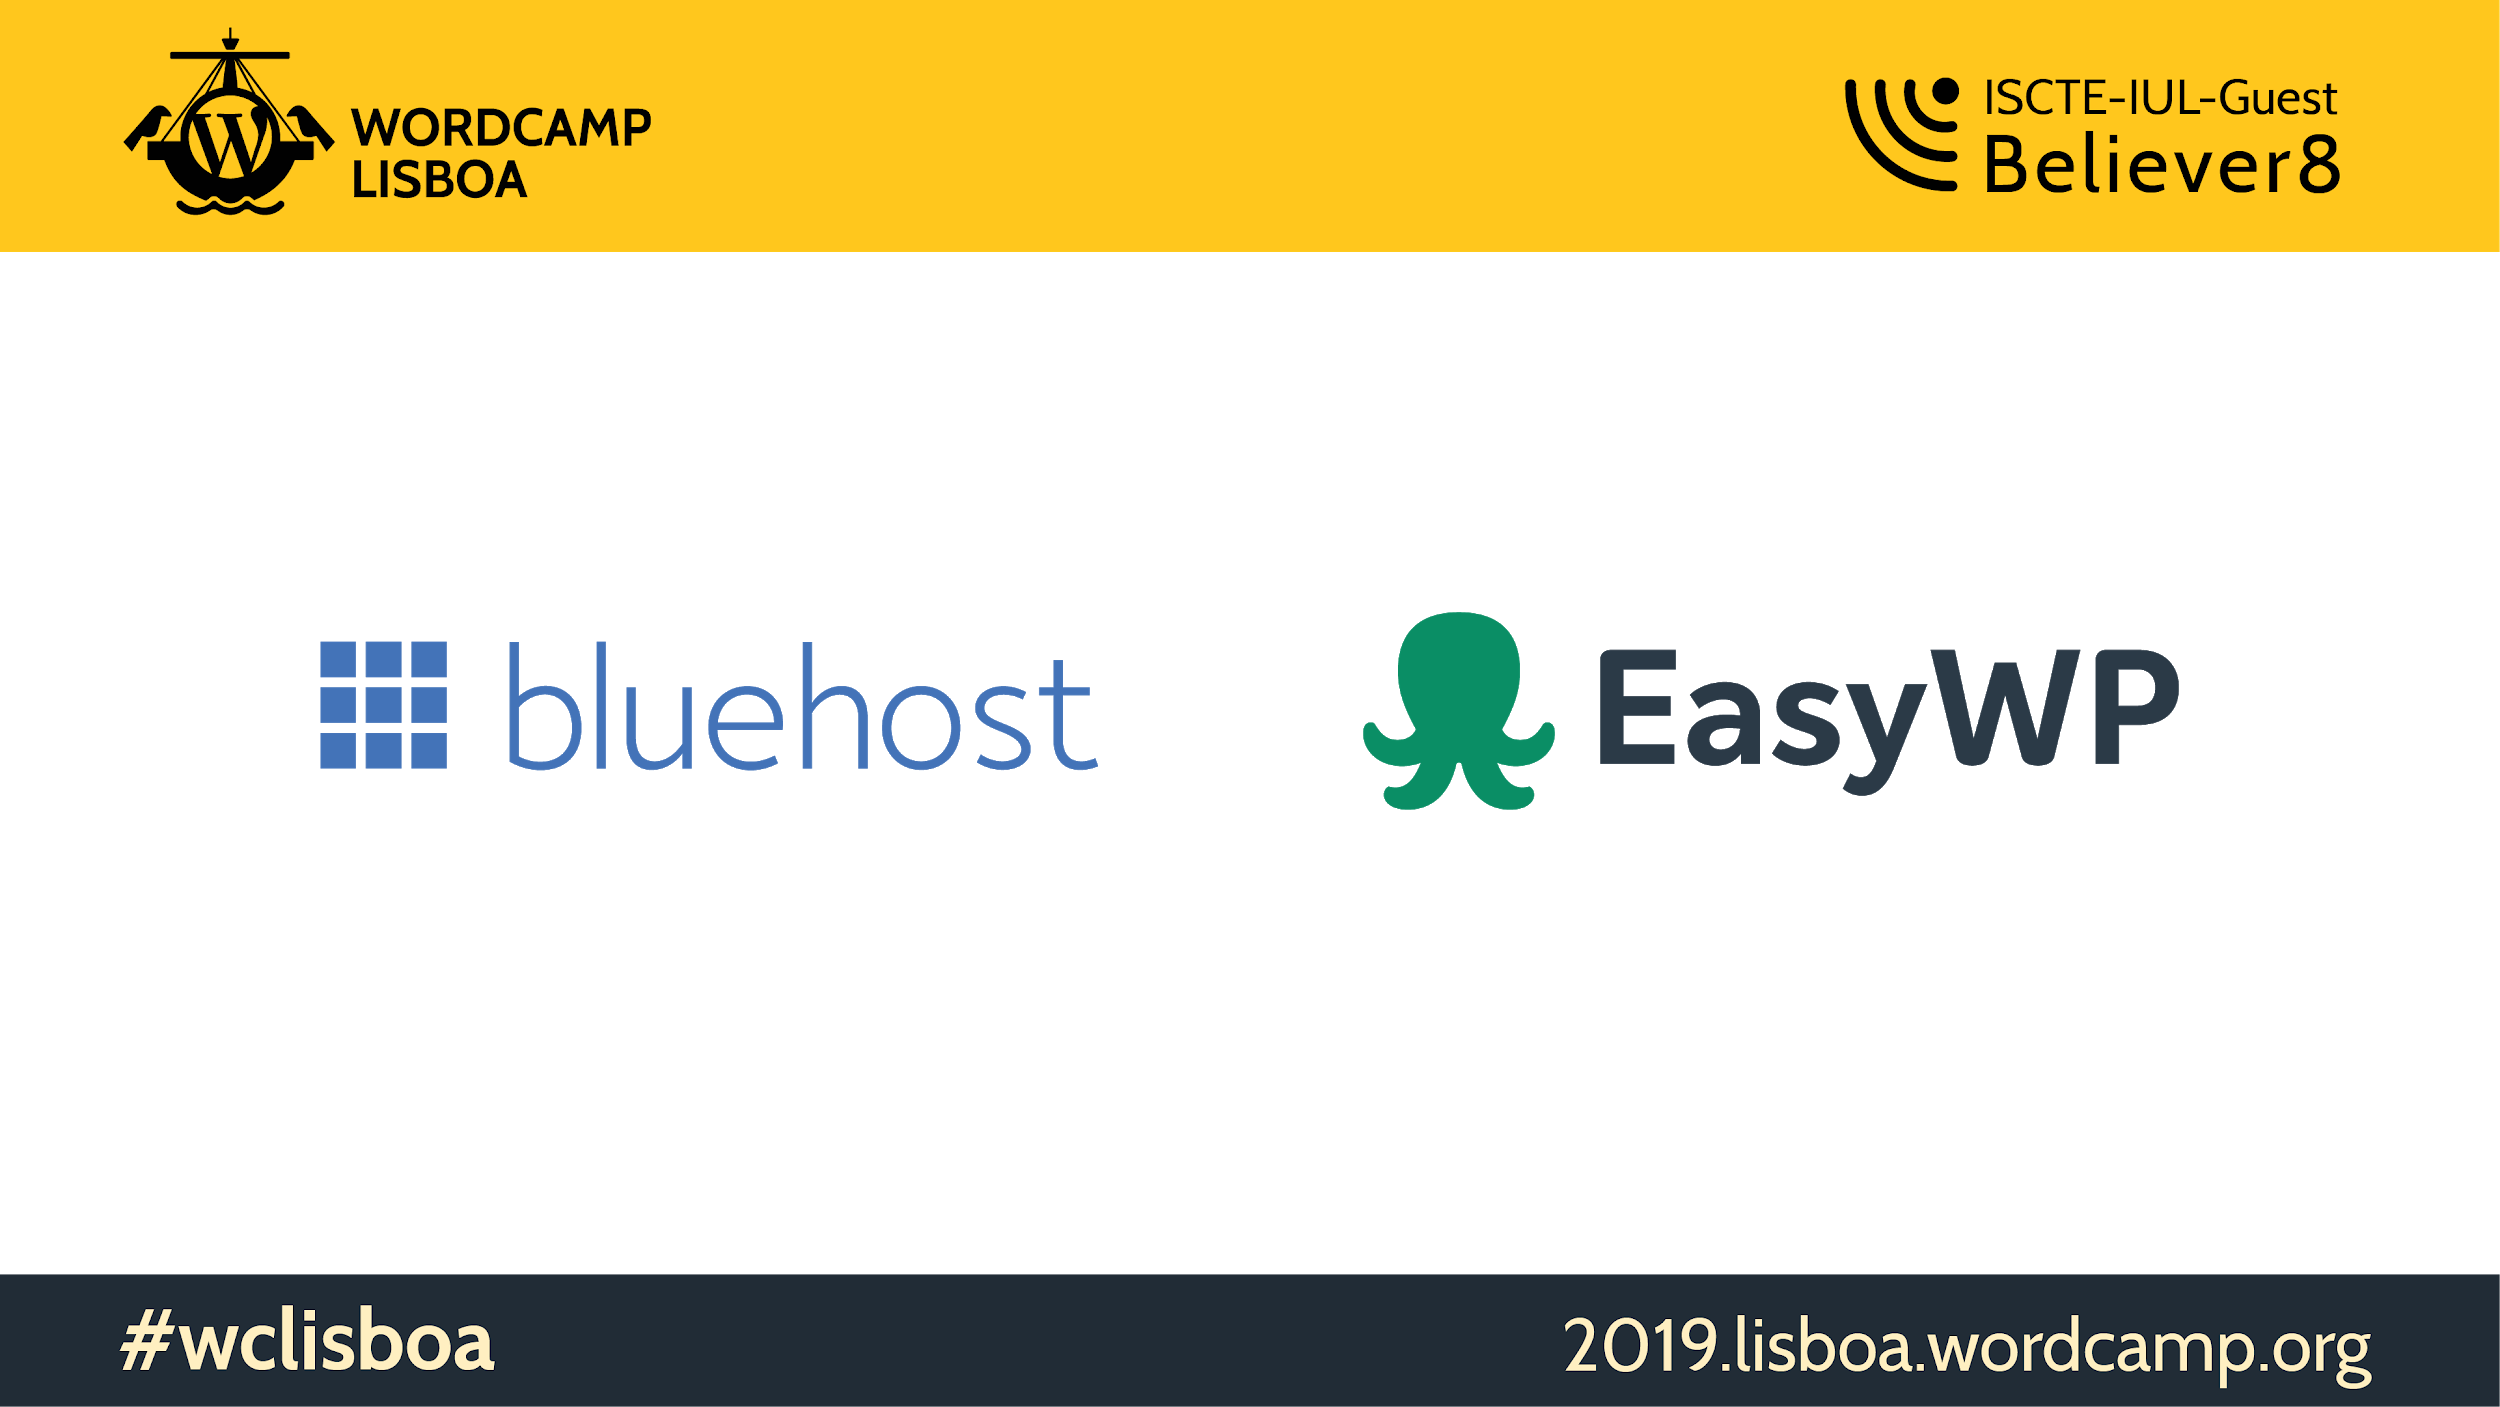 WORDCAMP
LISBOA
ISCTE-IUL-Guest
Believer8
bluehost
EasyWP
#wclisboa
2019.lisboa.wordcamp.org